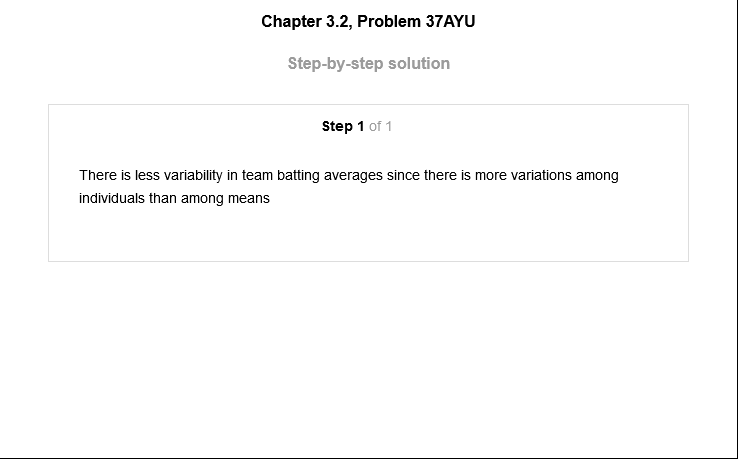 Chapter 3.2, Problem 37AYU
Step-by-step solution
Step 1 of 1
There is less variability in team batting averages since there is more variations among
individuals than among means